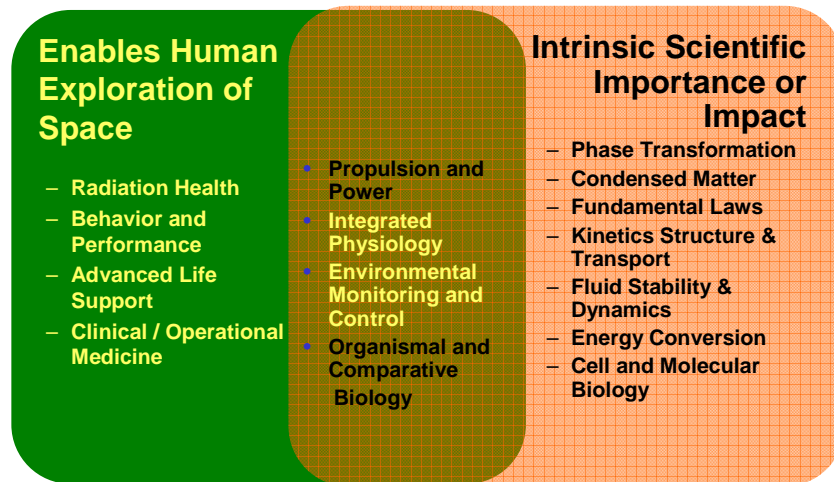 Enables Human
Exploration of
Space
– Radiation Health
– Behavior and
Performance
– Advanced Life
Support
– Clinical / Operational
Medicine
• Propulsion and
Power
• Integrated
Physiology
• Environmental
Monitoring and
Control
• Organismal and
Comparative
Biology
Intrinsic Scientific
Importance or
Impact
– Phase Transformation
– Condensed Matter
– Fundamental Laws
– Kinetics Structure &
Transport
– Fluid Stability &
Dynamics
– Energy Conversion
– Cell and Molecular
Biology